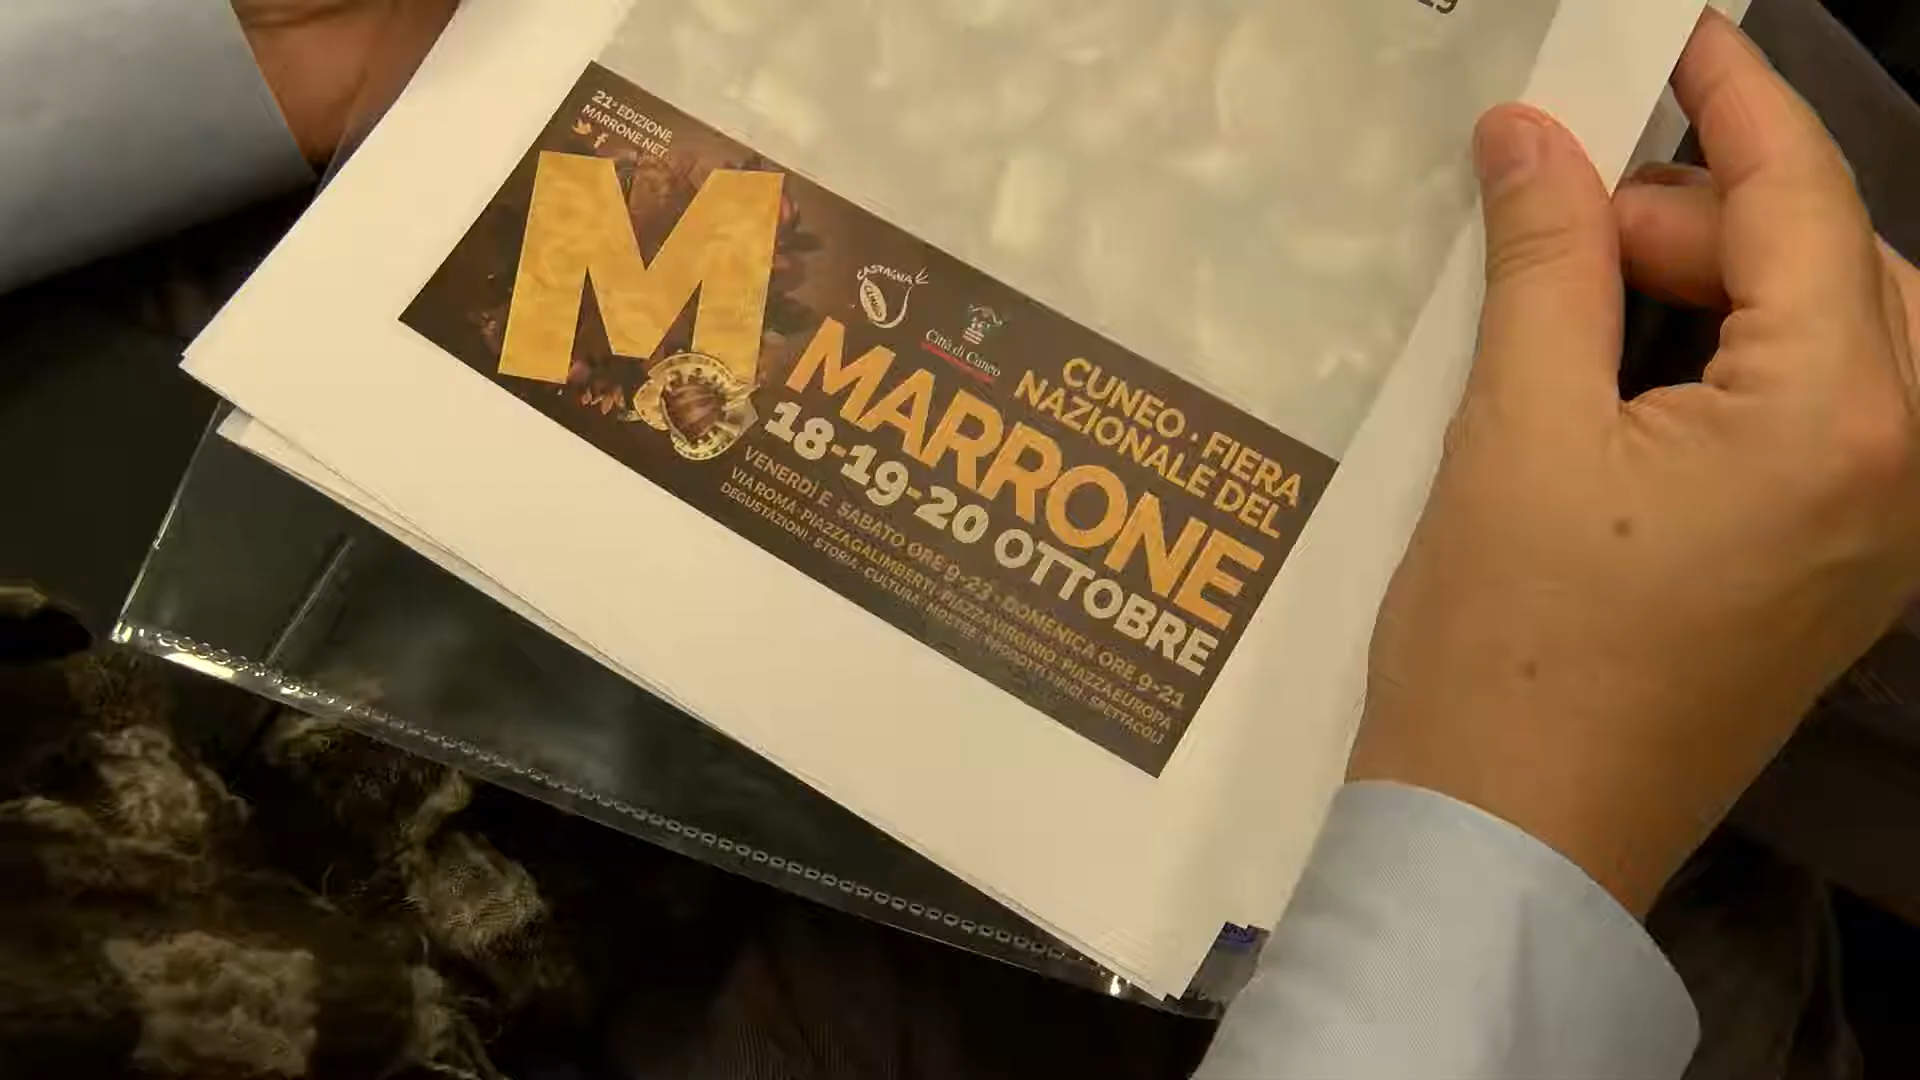 19
21ª EDIZIONE
MARRONE.NET
M
CASTAGNA
CUNEO
Città di Cuneo
CUNEO · FIERA
NAZIONALE DEL
MARRONE
18-19-20 OTTOBRE
VENERDÌ E SABATO ORE 9-23 · DOMENICA ORE 9-21
VIA ROMA · PIAZZA GALIMBERTI · PIAZZA VIRGINIO · PIAZZA EUROPA
DEGUSTAZIONI, STORIA, CULTURA, MOSTRE, PRODOTTI TIPICI, SPETTACOLI